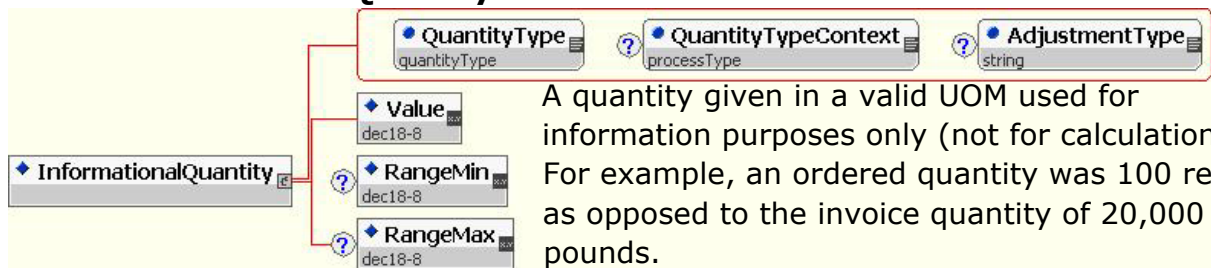 QuantityType
quantityType
? QuantityTypeContext
processType
? AdjustmentType
string
Value
dec18-8
InformationalQuantity
? RangeMin
dec18-8
? RangeMax
dec18-8
A quantity given in a valid UOM used for
information purposes only (not for calculation
For example, an ordered quantity was 100 re
as opposed to the invoice quantity of 20,000
pounds.